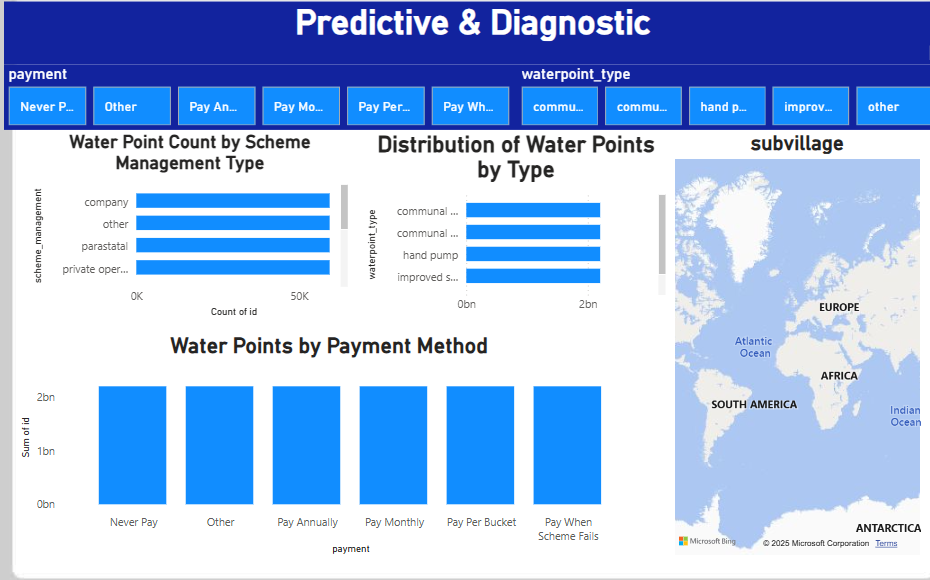 Predictive & Diagnostic
payment
waterpoint_type
Never P...
Other
Pay An...
Pay Mo...
Pay Per...
Pay Wh...
commu...
commu...
hand p...
improv...
other
Water Point Count by Scheme
Management Type
scheme_management
company
other
parastatal
private oper...
0K
50K
Count of id
Distribution of Water Points
by Type
waterpoint_type
communal ...
communal ...
hand pump
improved s...
0bn
2bn
subvillage
EUROPE
Atlantic
Ocean
AFRICA
SOUTH AMERICA
Indian
Ocean
ANTARCTICA
Microsoft Bing
© 2025 Microsoft Corporation Terms
Water Points by Payment Method
Sum of id
2bn
1bn
0bn
Never Pay
Other
Pay Annually
Pay Monthly
Pay Per Bucket
Pay When
Scheme Fails
payment